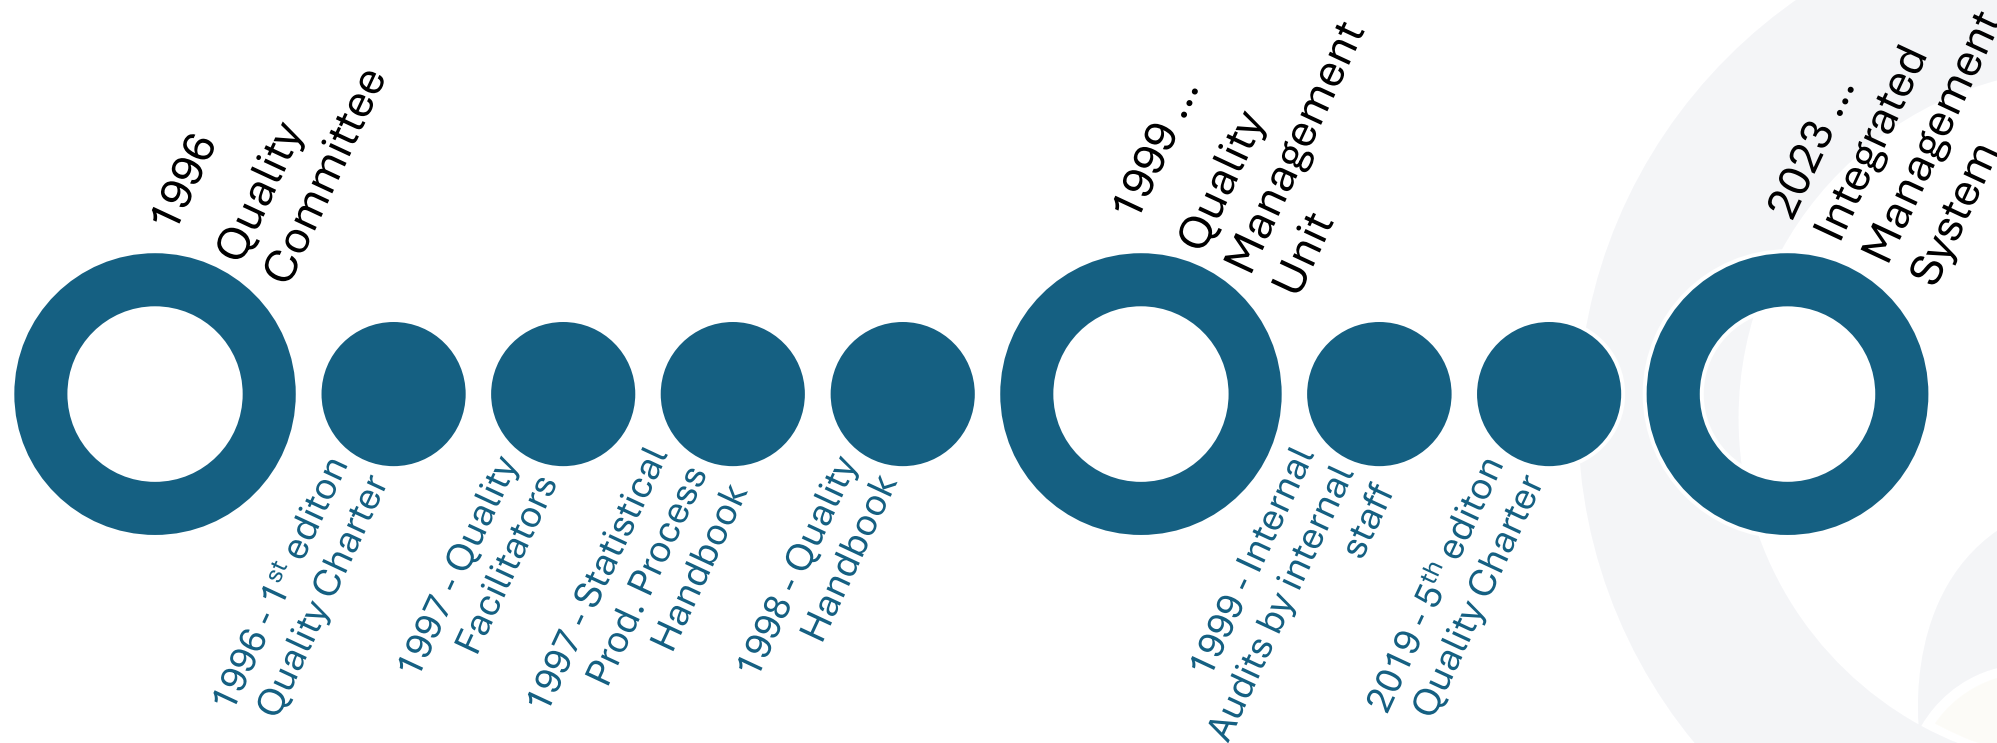 1996
Quality
Committee
1996 - 1st editon
Quality Charter
1997 - Quality
Facilitators
1997 - Statistical
Prod. Process
Handbook
1998 - Quality
Handbook
1999 ...
Quality
Management
Unit
1999 - Internal
Audits by internal
staff
2019 - 5th editon
Quality Charter
2023 ...
Integrated
Management
System